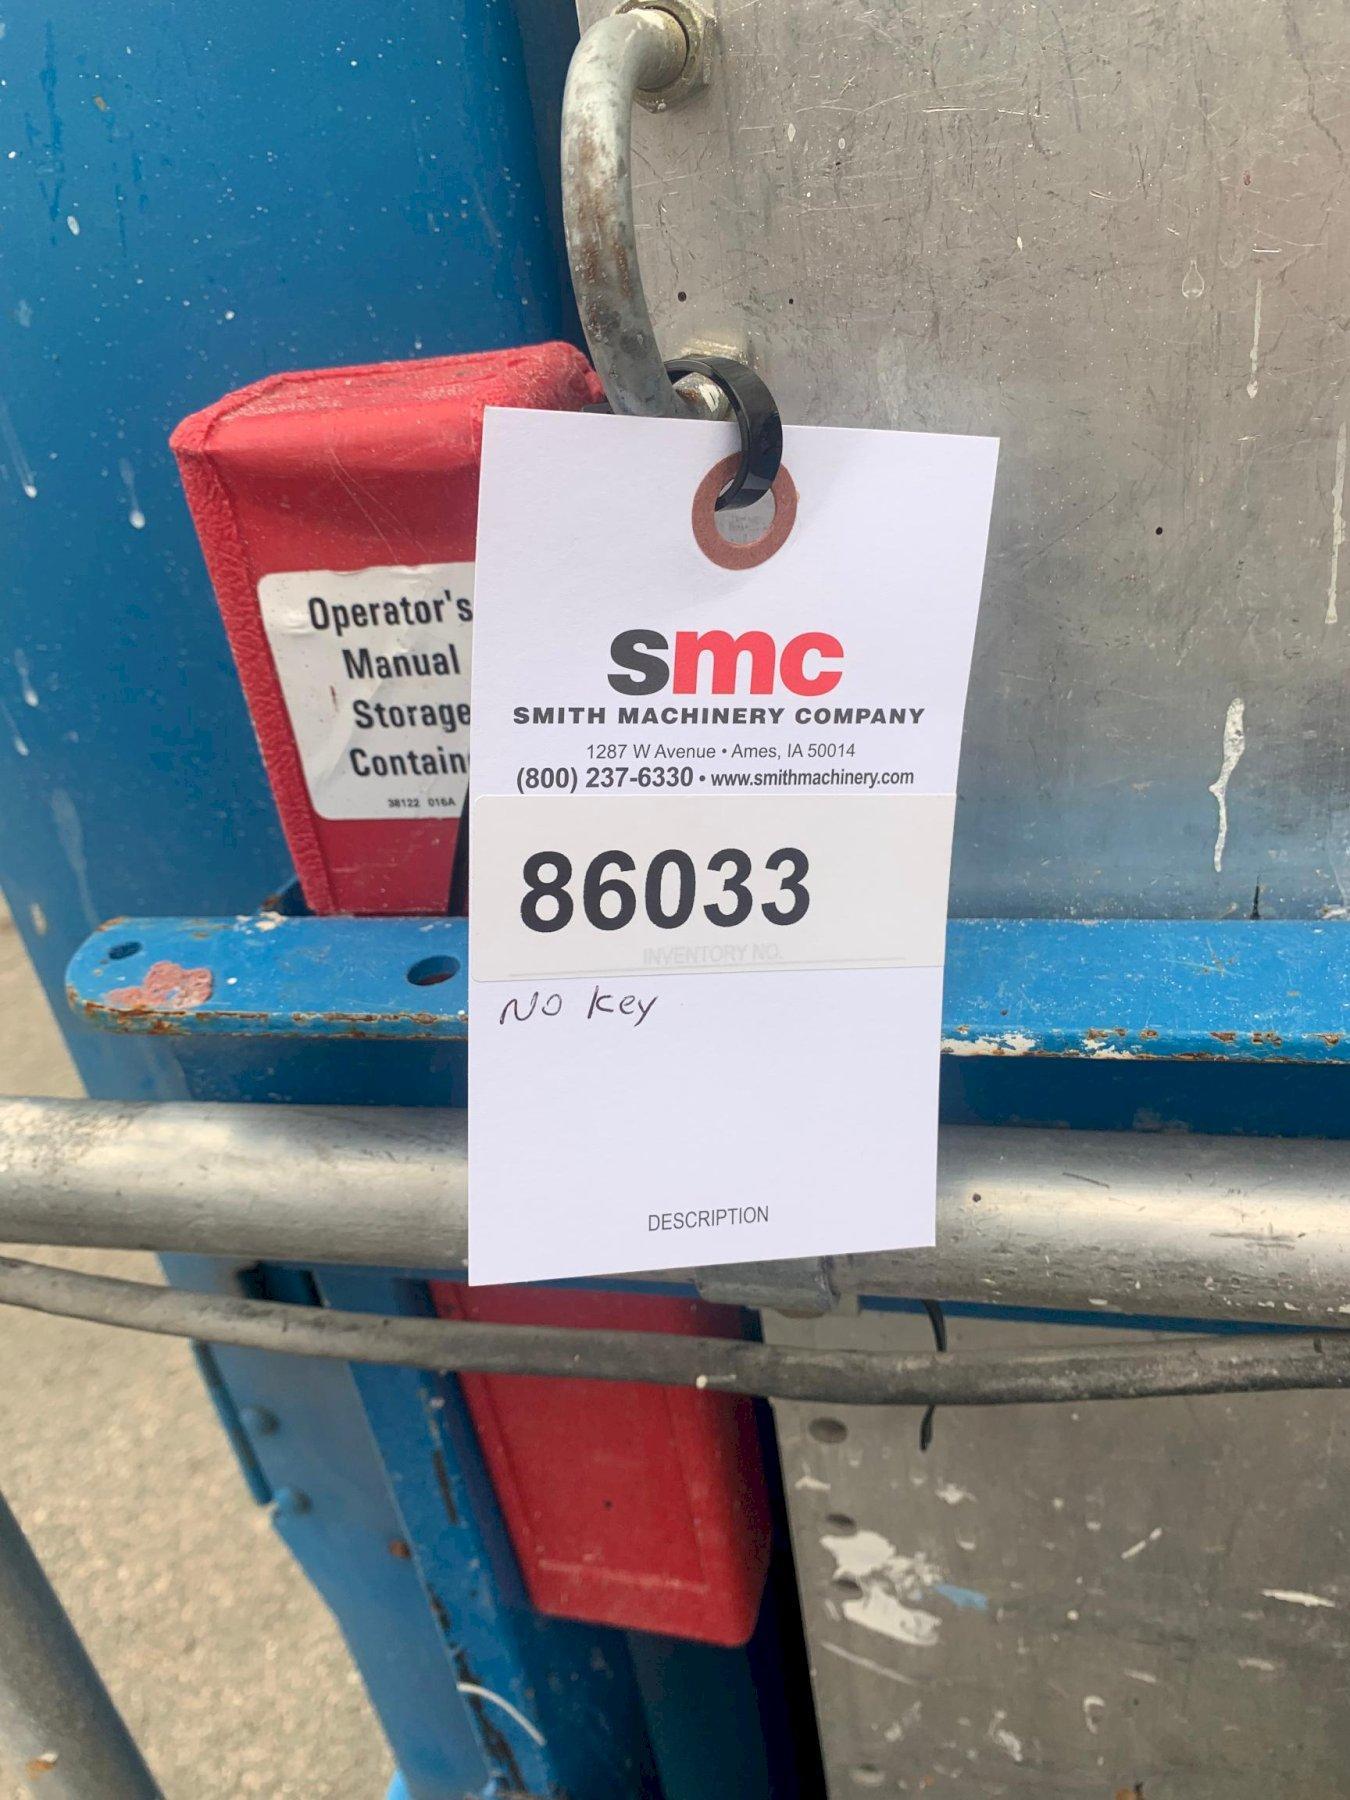 Operator's
Manual
Storage
Contain
38122 016A
smc
SMITH MACHINERY COMPANY
1287 W Avenue • Ames, IA 50014
(800) 237-6330 • www.smithmachinery.com
86033
INVENTORY NO.
No key
DESCRIPTION